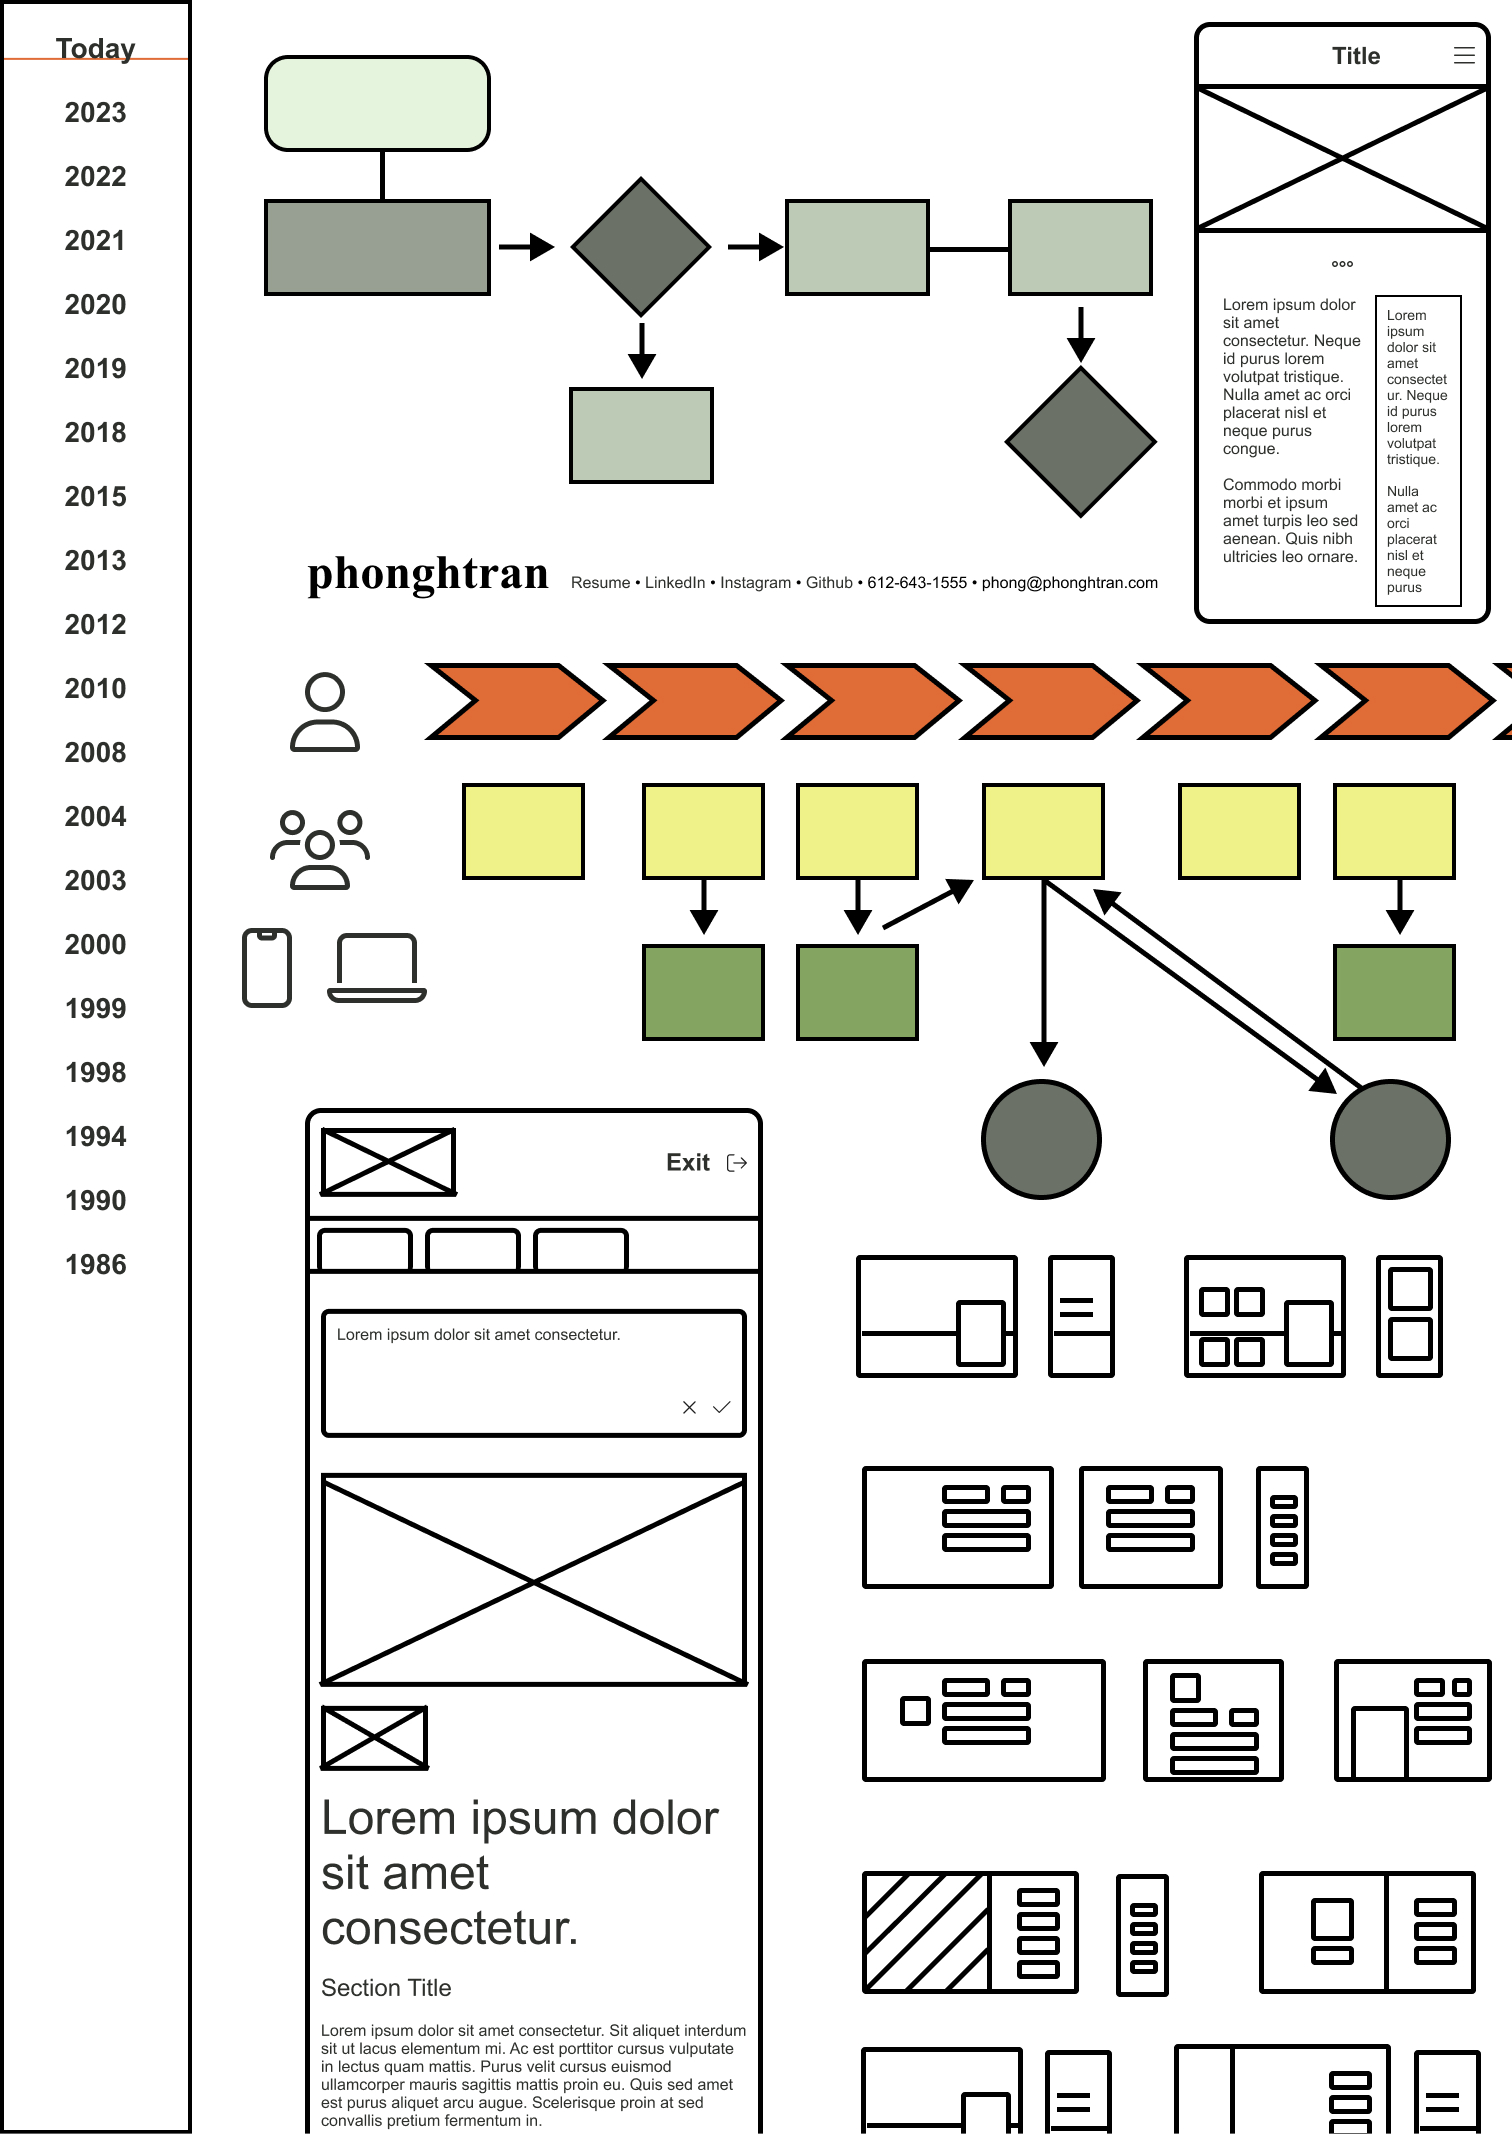 Today
2023
2022
2021
2020
2019
2018
2015
2013
2012
2010
2008
2004
2003
2000
1999
1998
1994
1990
1986
Title
Lorem ipsum dolor
sit amet
consectetur. Neque
id purus lorem
volutpat tristique.
Nulla amet ac orci
placerat nisl et
neque purus
congue.
Commodo morbi
morbi et ipsum
amet turpis leo sed
aenean. Quis nibh
ultricies leo ornare.
Lorem
ipsum
dolor sit
amet
consectet
ur. Neque
id purus
lorem
volutpat
tristique.
Nulla
amet ac
orci
placerat
nisl et
neque
purus
phonghtran
Resume • LinkedIn • Instagram • Github • 612-643-1555 • phong@phonghtran.com
Exit
Lorem ipsum dolor sit amet consectetur.
Lorem ipsum dolor
sit amet
consectetur.
Section Title
Lorem ipsum dolor sit amet consectetur. Sit aliquet interdum
sit ut lacus elementum mi. Ac est porttitor cursus vulputate
in lectus quam mattis. Purus velit cursus euismod
ullamcorper mauris sagittis mattis proin eu. Quis sed amet
est purus aliquet arcu augue. Scelerisque proin at sed
convallis pretium fermentum in.